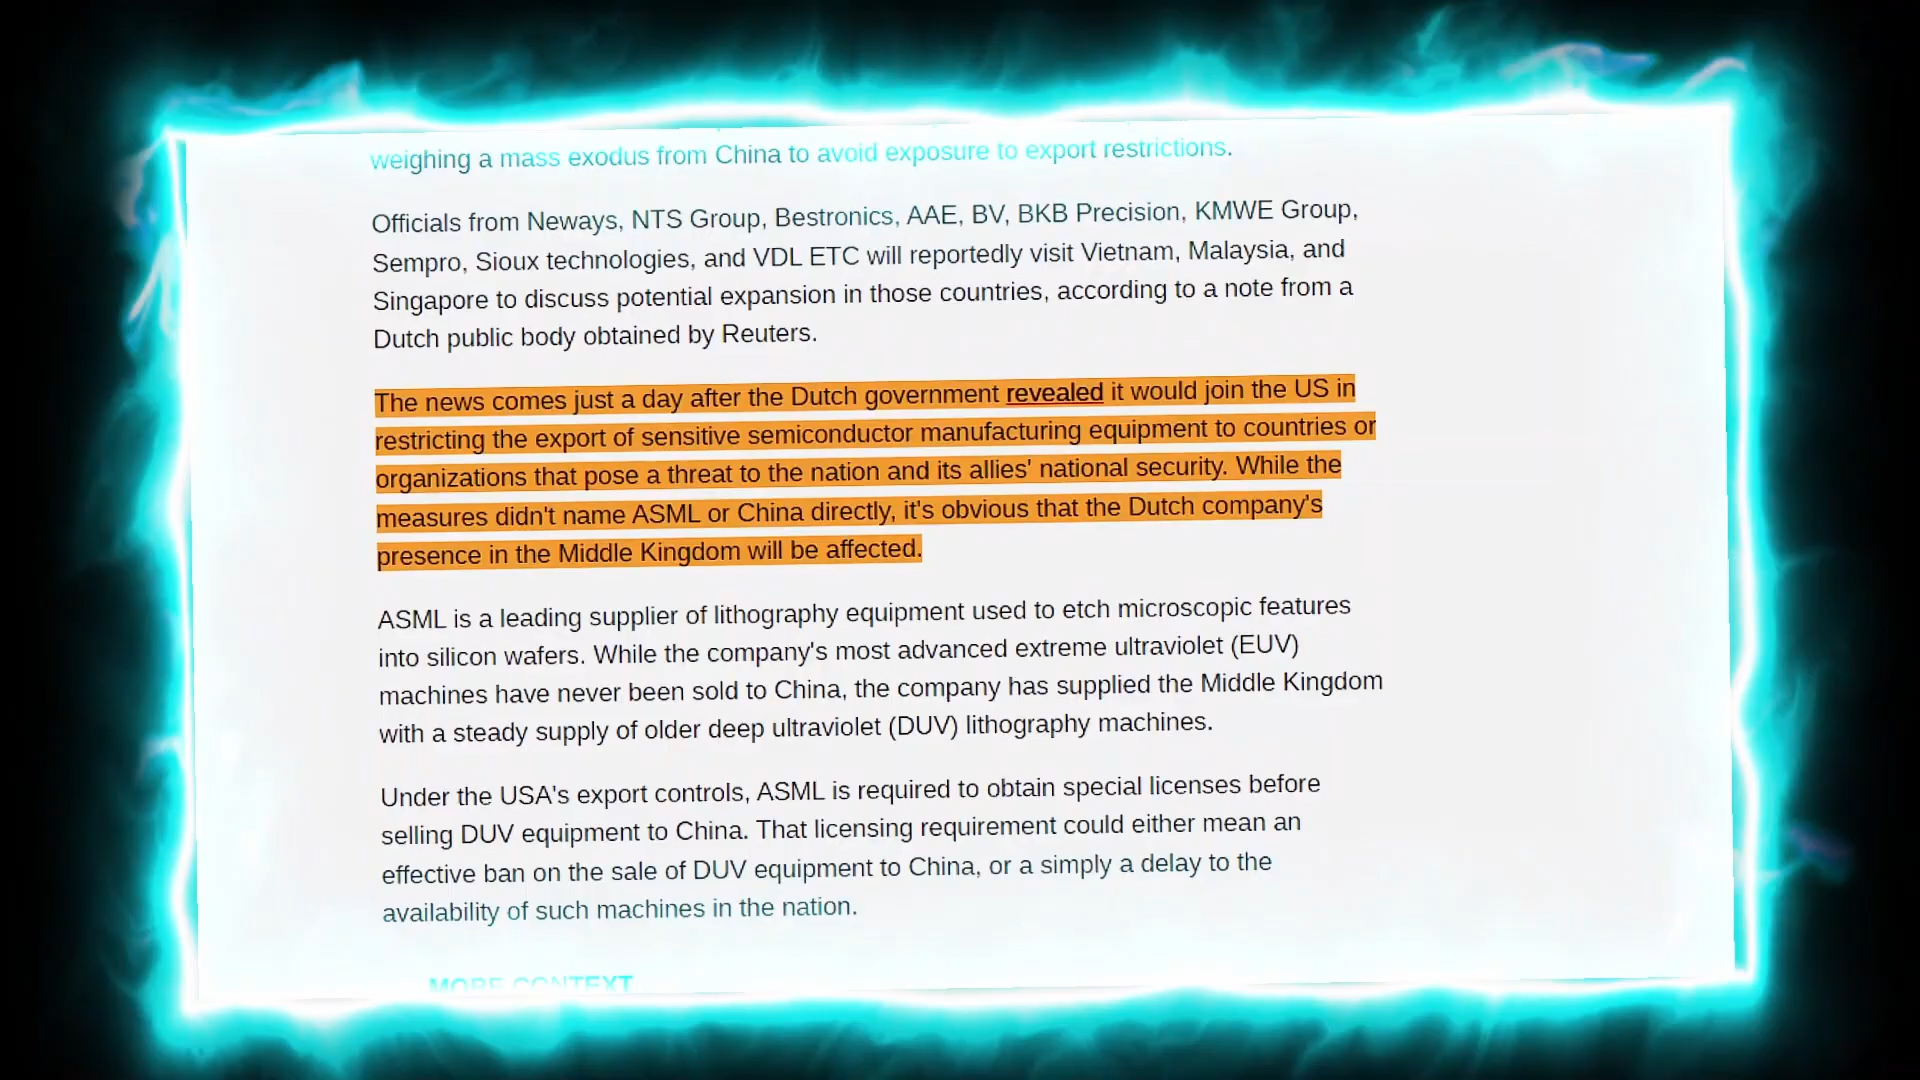 weighing a mass exodus from China to avoid exposure to export restrictions.
Officials from Neways, NTS Group, Bestronics, AAE, BV, BKB Precision, KMWE Group,
Sempro, Sioux technologies, and VDL ETC will reportedly visit Vietnam, Malaysia, and
Singapore to discuss potential expansion in those countries, according to a note from a
Dutch public body obtained by Reuters.
The news comes just a day after the Dutch government revealed it would join the US in
restricting the export of sensitive semiconductor manufacturing equipment to countries or
organizations that pose a threat to the nation and its allies' national security. While the
measures didn't name ASML or China directly, it's obvious that the Dutch company's
presence in the Middle Kingdom will be affected.
ASML is a leading supplier of lithography equipment used to etch microscopic features
into silicon wafers. While the company's most advanced extreme ultraviolet (EUV)
machines have never been sold to China, the company has supplied the Middle Kingdom
with a steady supply of older deep ultraviolet (DUV) lithography machines.
Under the USA's export controls, ASML is required to obtain special licenses before
selling DUV equipment to China. That licensing requirement could either mean an
effective ban on the sale of DUV equipment to China, or a simply a delay to the
availability of such machines in the nation.
MORE CONTEXT